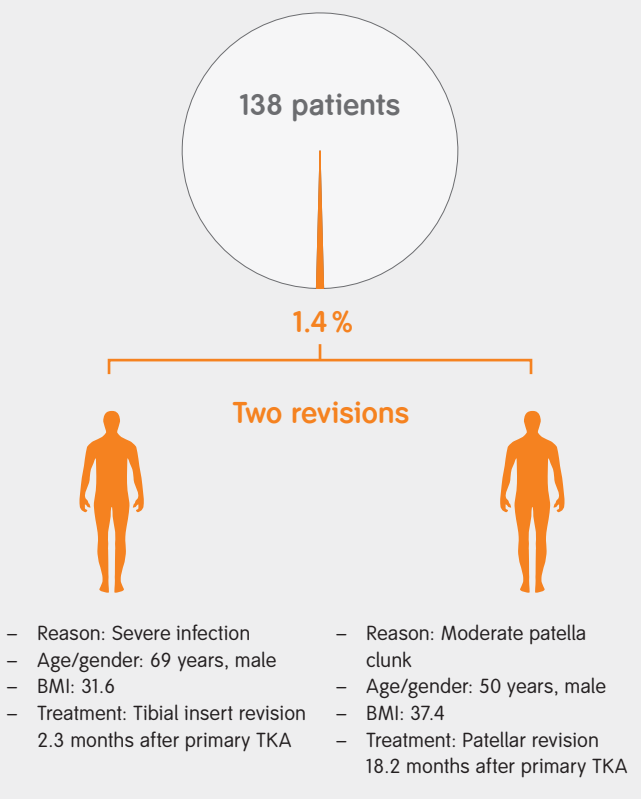 138 patients
1.4 %
Two revisions
– Reason: Severe infection
– Age/gender: 69 years, male
– BMI: 31.6
– Treatment: Tibial insert revision
2.3 months after primary TKA
– Reason: Moderate patella
clunk
– Age/gender: 50 years, male
– BMI: 37.4
– Treatment: Patellar revision
18.2 months after primary TKA